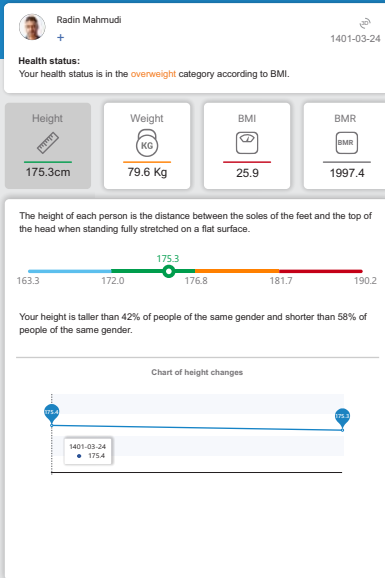 Radin Mahmudi
+
1401-03-24
Health status:
Your health status is in the overweight category according to BMI.
Height
Weight
BMI
BMR
KG
BMR
175.3cm
79.6 Kg
25.9
1997.4
The height of each person is the distance between the soles of the feet and the top of
the head when standing fully stretched on a flat surface.
175.3
163.3
172.0
176.8
181.7
190.2
Your height is taller than 42% of people of the same gender and shorter than 58% of
people of the same gender.
Chart of height changes
175.4
175.3
1401-03-24
175.4